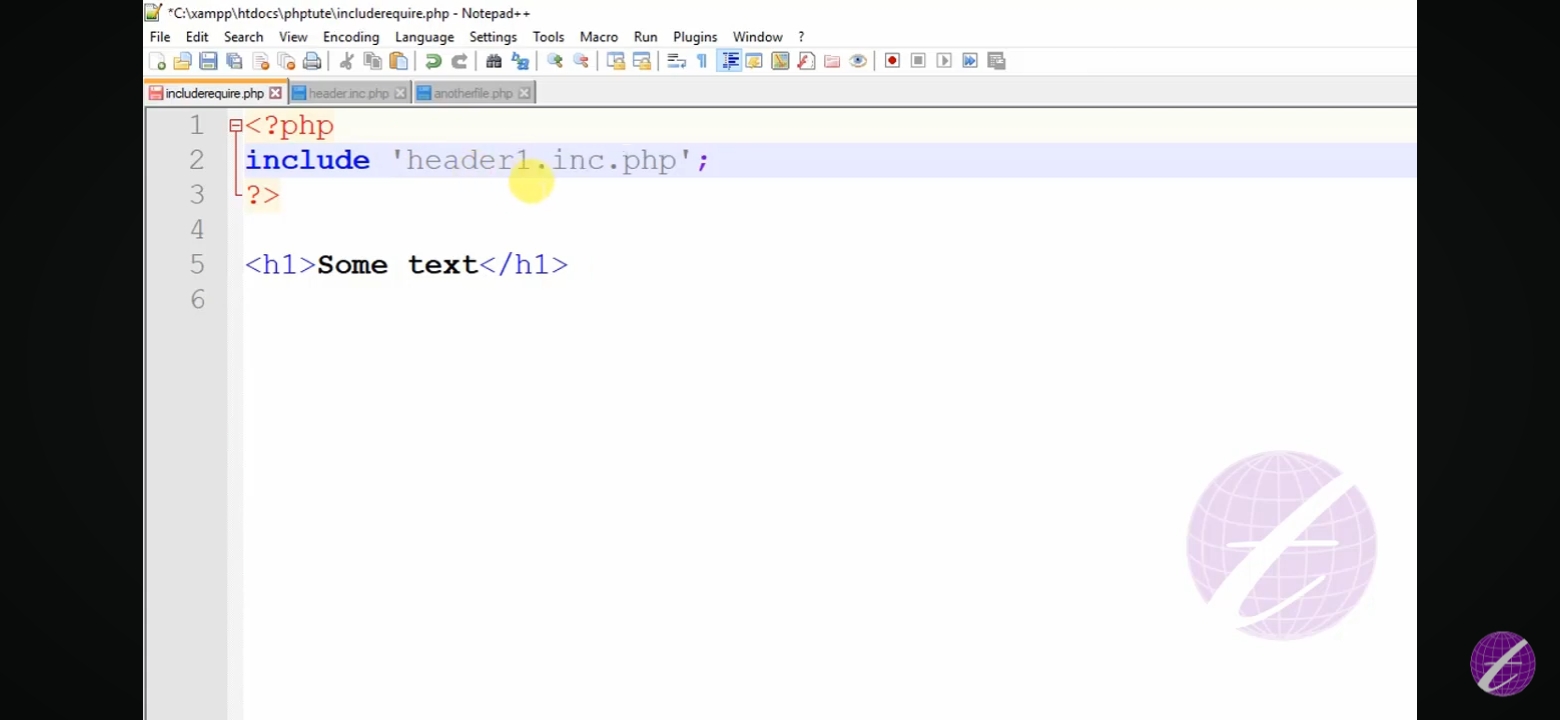 *C:\xampp\htdocs\phptute\includerequire.php - Notepad++
File Edit Search View Encoding Language Settings Tools Macro Run Plugins Window ?
includerequire.php header.inc.php anotherfile.php
1 <?php
2 include 'header1.inc.php';
3 ?>
4
5 <h1>Some text</h1>
6